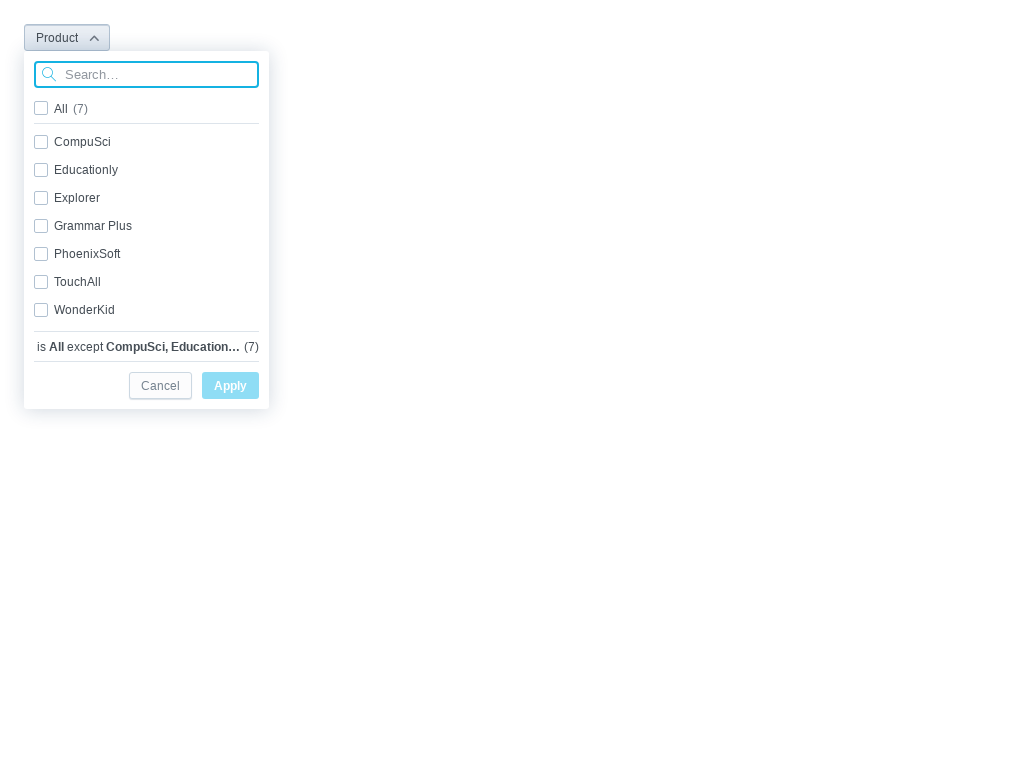 Product
Search...
All (7)
CompuSci
Educationly
Explorer
Grammar Plus
PhoenixSoft
TouchAll
WonderKid
is All except CompuSci, Education... (7)
Cancel Apply